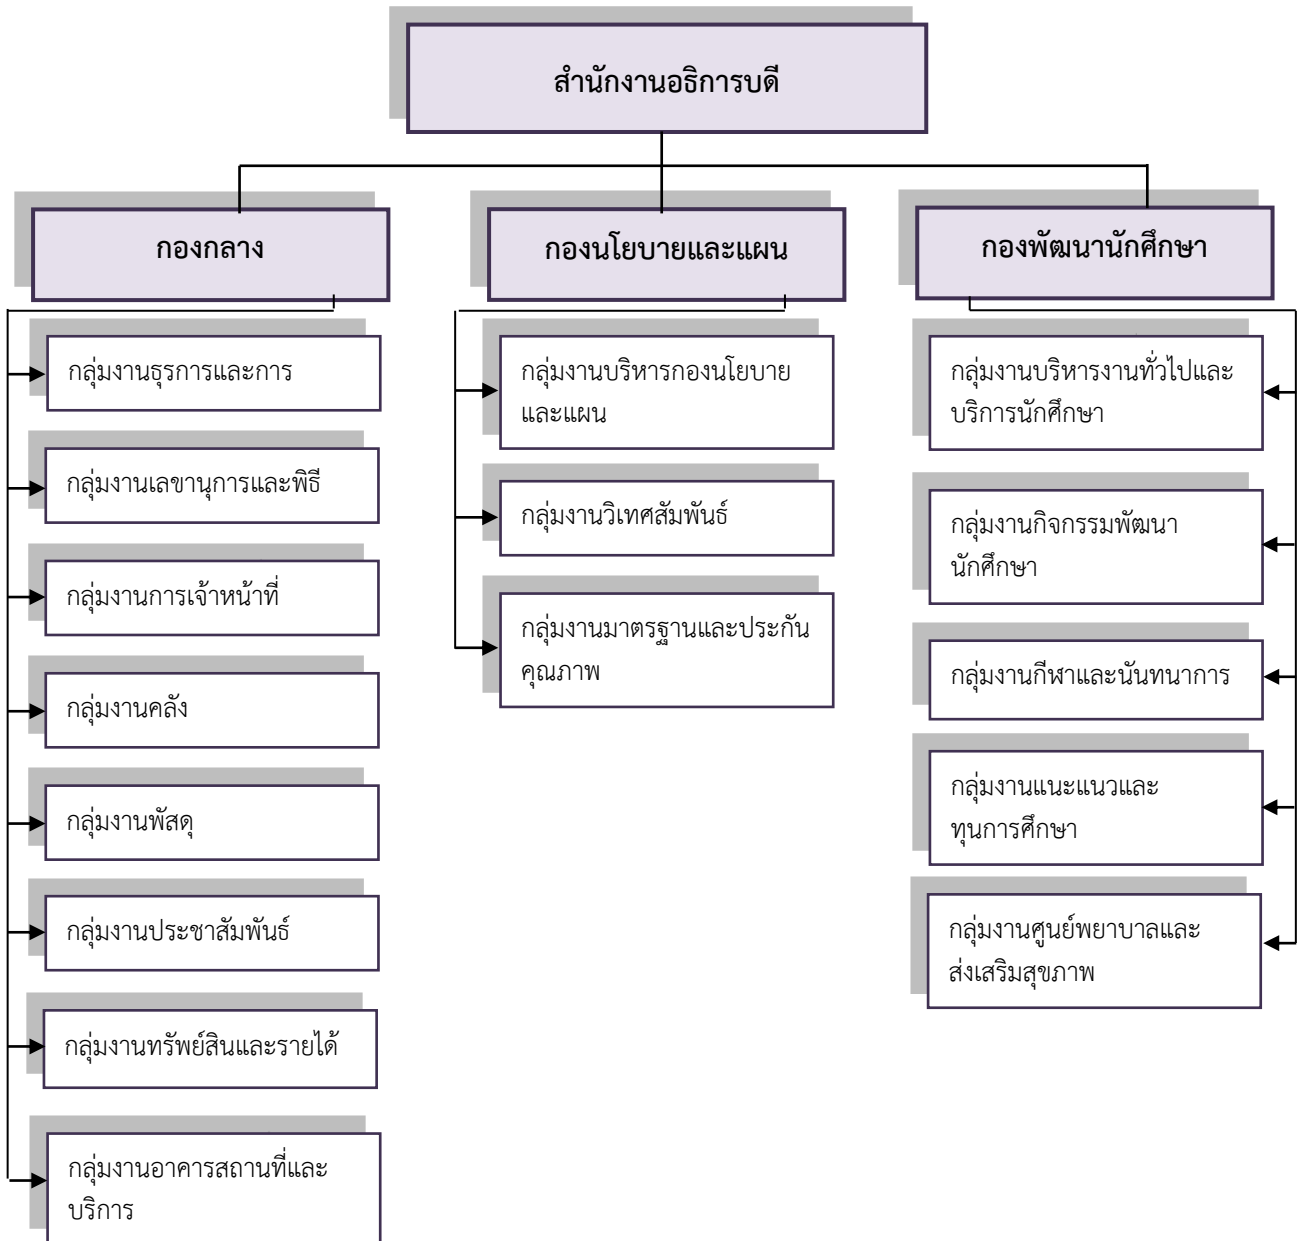 สำนักงานอธิการบดี
กองกลาง
กลุ่มงานธุรการและการ
กลุ่มงานเลขานุการและพิธี
กลุ่มงานการเจ้าหน้าที่
กลุ่มงานคลัง
กลุ่มงานพัสดุ
กลุ่มงานประชาสัมพันธ์
กลุ่มงานทรัพย์สินและรายได้
กลุ่มงานอาคารสถานที่และ
บริการ
กองนโยบายและแผน
กลุ่มงานบริหารกองนโยบาย
และแผน
กลุ่มงานวิเทศสัมพันธ์
กลุ่มงานมาตรฐานและประกัน
คุณภาพ
กองพัฒนานักศึกษา
กลุ่มงานบริหารงานทั่วไปและ
บริการนักศึกษา
กลุ่มงานกิจกรรมพัฒนา
นักศึกษา
กลุ่มงานกีฬาและนันทนาการ
กลุ่มงานแนะแนวและ
ทุนการศึกษา
กลุ่มงานศูนย์พยาบาลและ
ส่งเสริมสุขภาพ